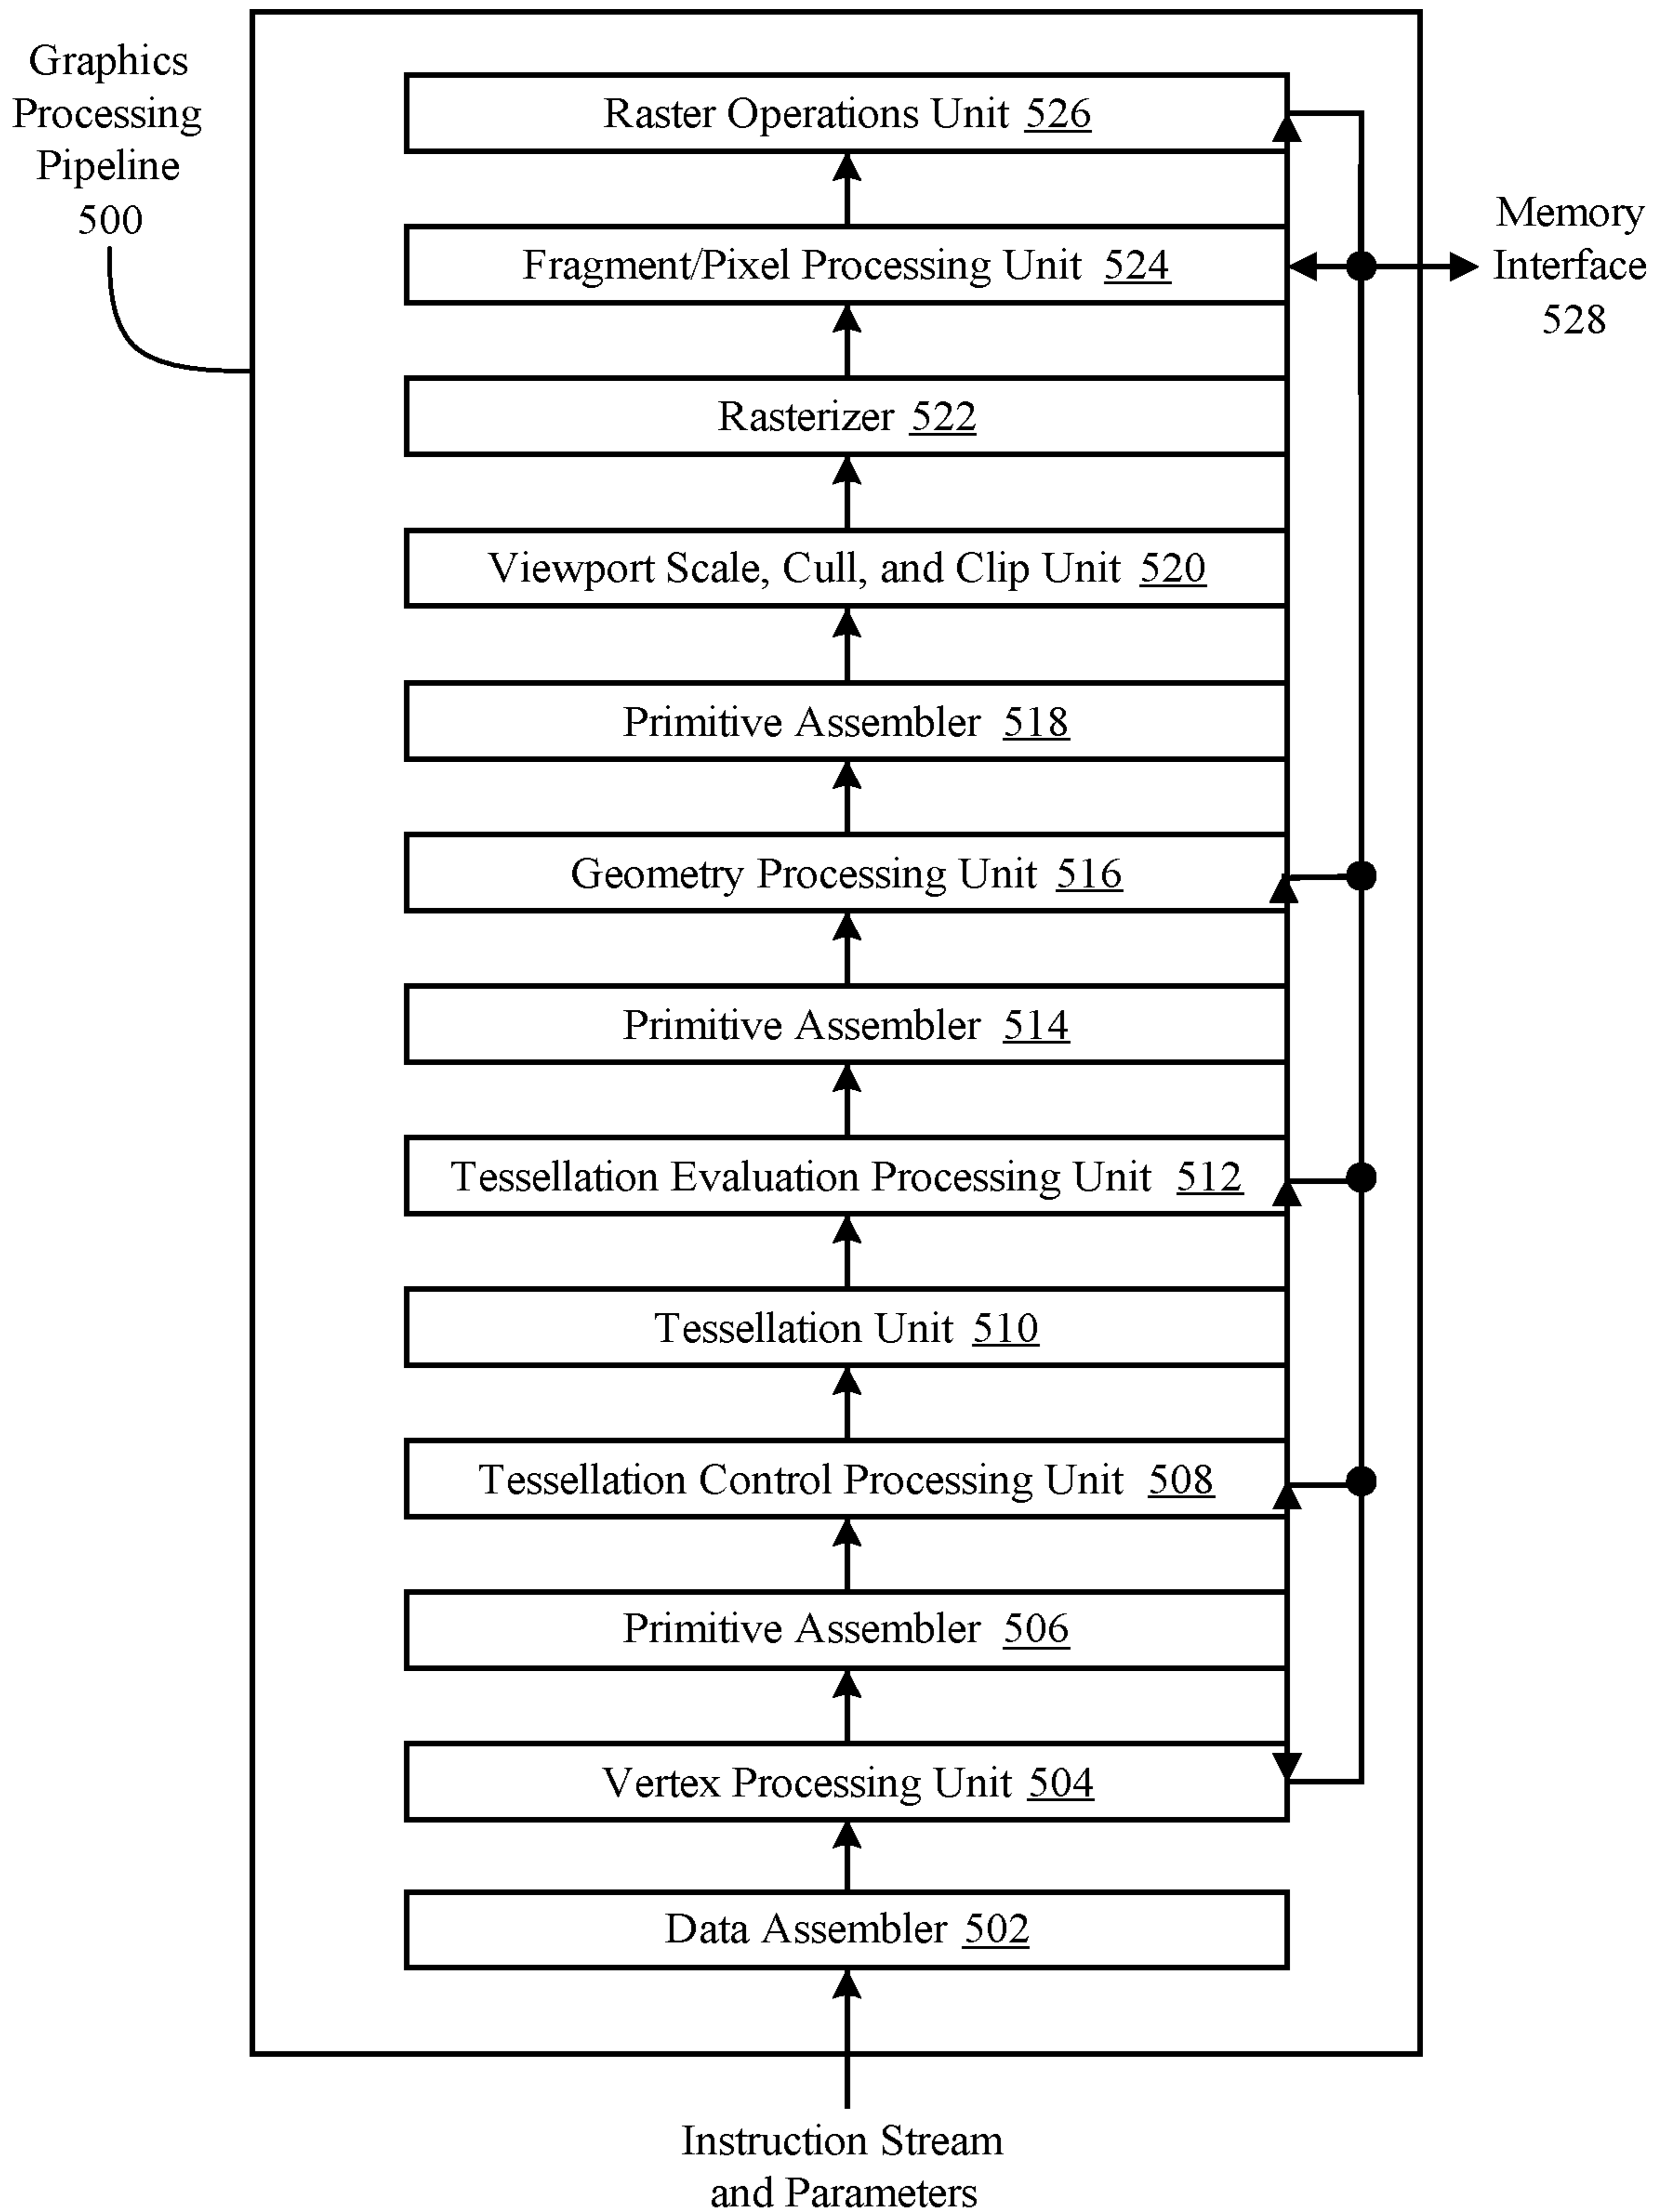 Graphics
Processing
Pipeline
500
Raster Operations Unit 526
Memory
Interface
528
Fragment/Pixel Processing Unit 524
Rasterizer 522
Viewport Scale, Cull, and Clip Unit 520
Primitive Assembler 518
Geometry Processing Unit 516
Primitive Assembler 514
Tessellation Evaluation Processing Unit 512
Tessellation Unit 510
Tessellation Control Processing Unit 508
Primitive Assembler 506
Vertex Processing Unit 504
Data Assembler 502
Instruction Stream
and Parameters